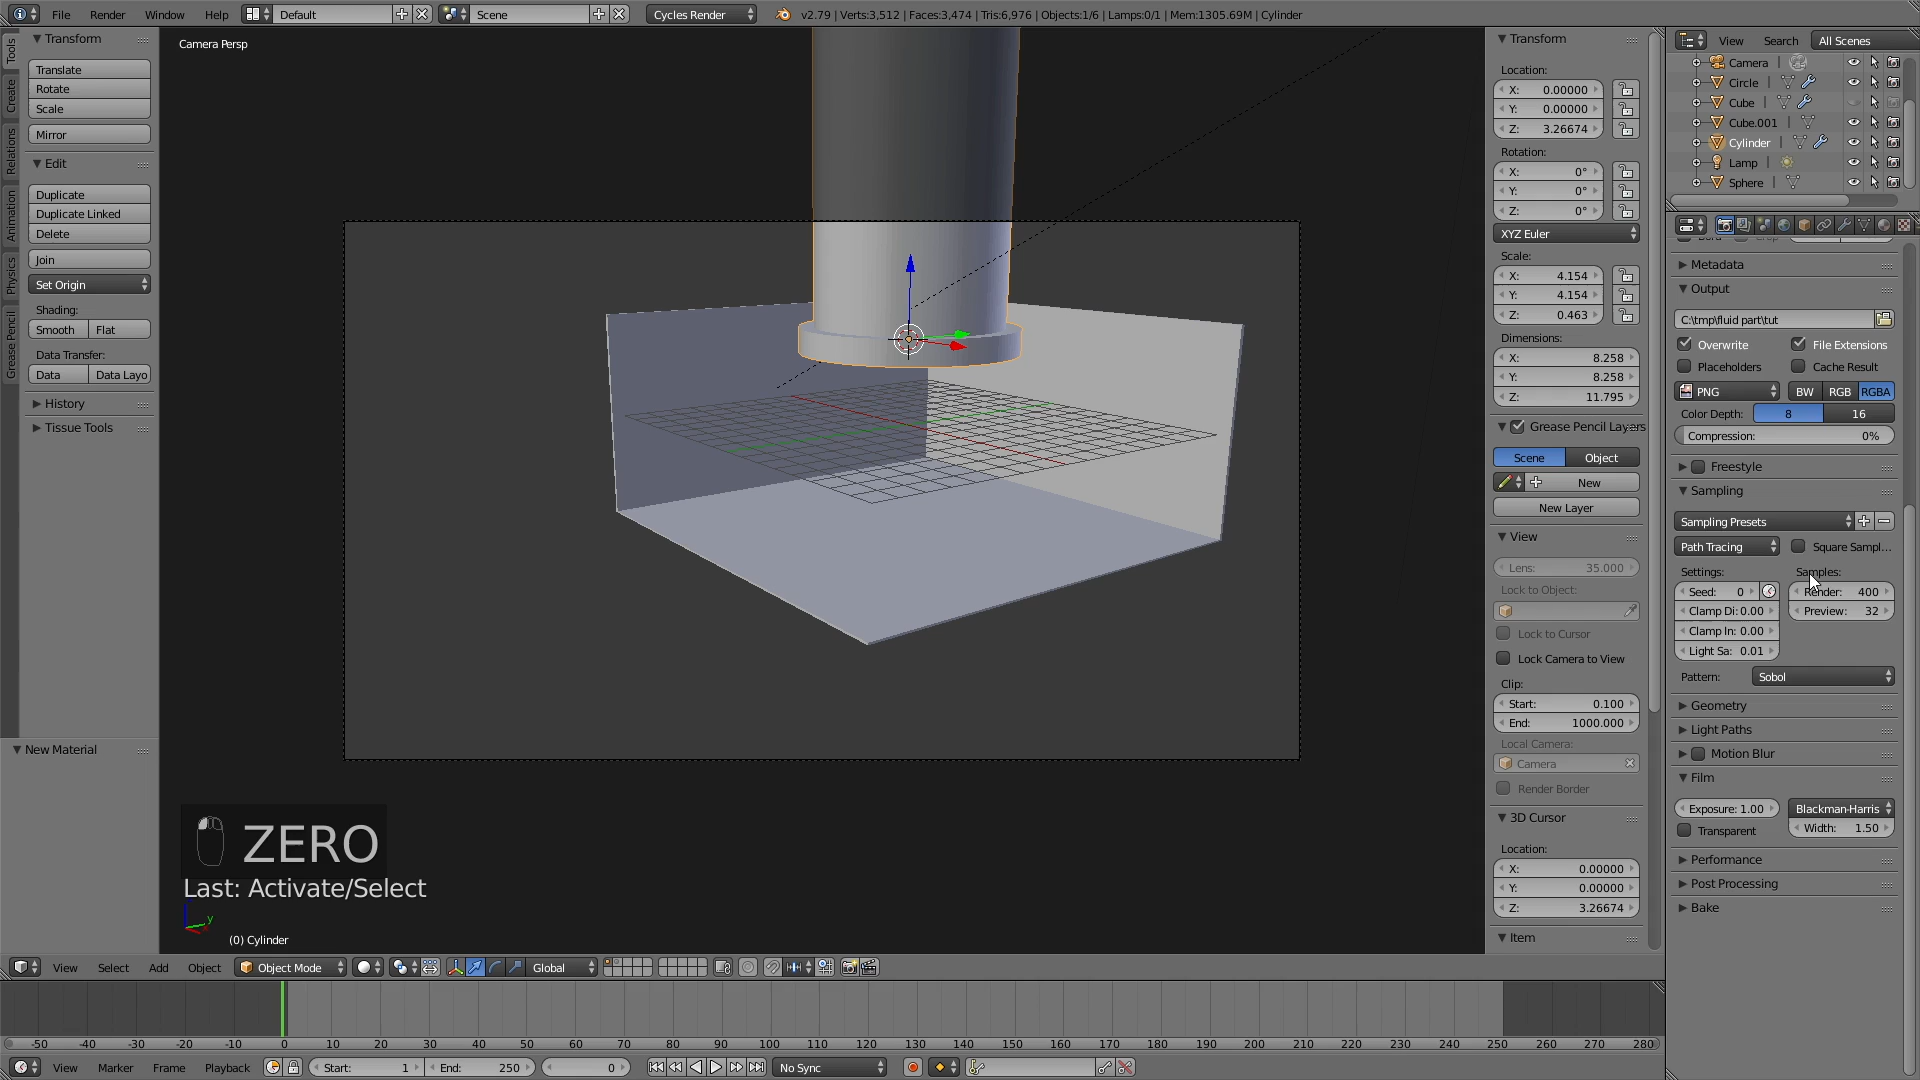 File Render Window Help Default Scene Cycles Render v2.79 | Verts:3,512 | Faces:3,474 | Tris:6,976 | Objects:1/6 | Lamps:0/1 | Mem:1305.69M | Cylinder
Tools
Create
Relations
Animation
Physics
Grease Pencil
Transform
Translate
Rotate
Scale
Mirror
Edit
Duplicate
Duplicate Linked
Delete
Join
Set Origin
Shading:
Smooth Flat
Data Transfer:
Data Data Layo
History
Tissue Tools
New Material
Camera Persp
ZERO
Last: Activate/Select
y
(0) Cylinder
Transform
Location:
X: 0.00000
Y: 0.00000
Z: 3.26674
Rotation:
X: 0°
Y: 0°
Z: 0°
XYZ Euler
Scale:
X: 4.154
Y: 4.154
Z: 0.463
Dimensions:
X: 8.258
Y: 8.258
Z: 11.795
Grease Pencil Layers
Scene Object
New
New Layer
View
Lens: 35.000
Lock to Object:
Lock to Cursor
Lock Camera to View
Clip:
Start: 0.100
End: 1000.000
Local Camera:
Camera
Render Border
3D Cursor
Location:
X: 0.00000
Y: 0.00000
Z: 3.26674
Item
View Search All Scenes
Camera
Circle
Cube
Cube.001
Cylinder
Lamp
Sphere
Metadata
Output
C:\tmp\fluid part\tut
Overwrite File Extensions
Placeholders Cache Result
PNG BW RGB RGBA
Color Depth: 8 16
Compression: 0%
Freestyle
Sampling
Sampling Presets
Path Tracing Square Sampl...
Settings: Samples:
Seed: 0 Render: 400
Clamp Di: 0.00 Preview: 32
Clamp In: 0.00
Light Sa: 0.01
Pattern: Sobol
Geometry
Light Paths
Motion Blur
Film
Exposure: 1.00 Blackman-Harris
Transparent Width: 1.50
Performance
Post Processing
Bake
View Select Add Object Object Mode Global
-50 -40 -30 -20 -10 0 10 20 30 40 50 60 70 80 90 100 110 120 130 140 150 160 170 180 190 200 210 220 230 240 250 260 270 280
View Marker Frame Playback Start: 1 End: 250 0 No Sync